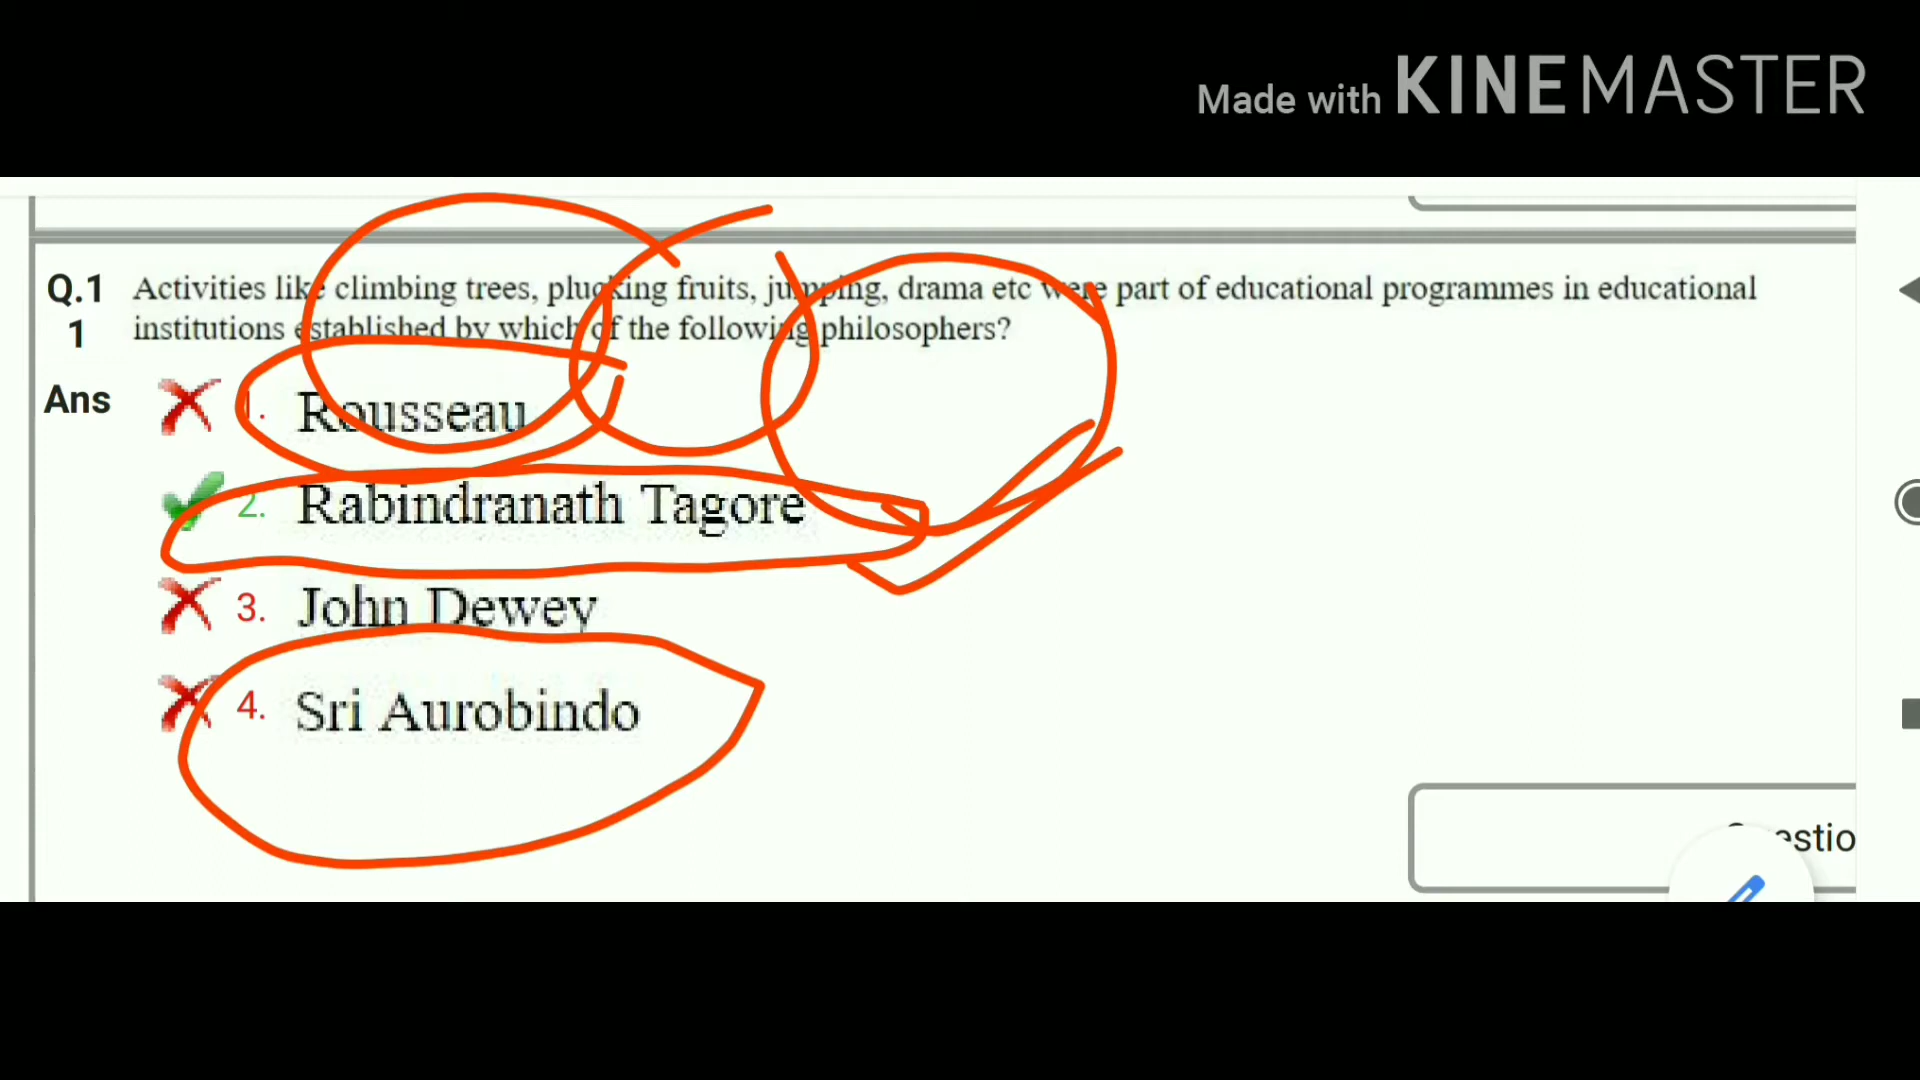 Made with KINEMASTER
Q.1 Activities like climbing trees, plucking fruits, jumping, drama etc were part of educational programmes in educational
1 institutions established by which of the following philosophers?
Ans 1. Rousseau
2. Rabindranath Tagore
3. John Dewey
4. Sri Aurobindo